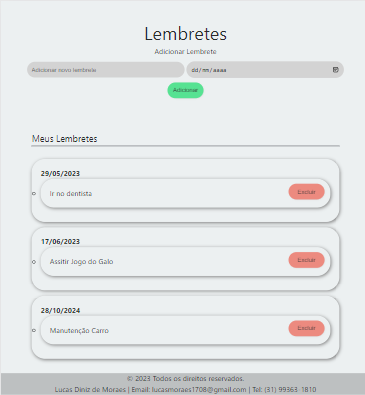 Lembretes
Adicionar Lembrete
Adicionar novo lembrete
dd/mm/aaaa
Adicionar
Meus Lembretes
29/05/2023
Ir no dentista
Excluir
17/06/2023
Assitir Jogo do Galo
Excluir
28/10/2024
Manutenção Carro
Excluir
© 2023 Todos os direitos reservados.
Lucas Diniz de Moraes | Email: lucasmoraes1708@gmail.com | Tel: (31) 99363-1810